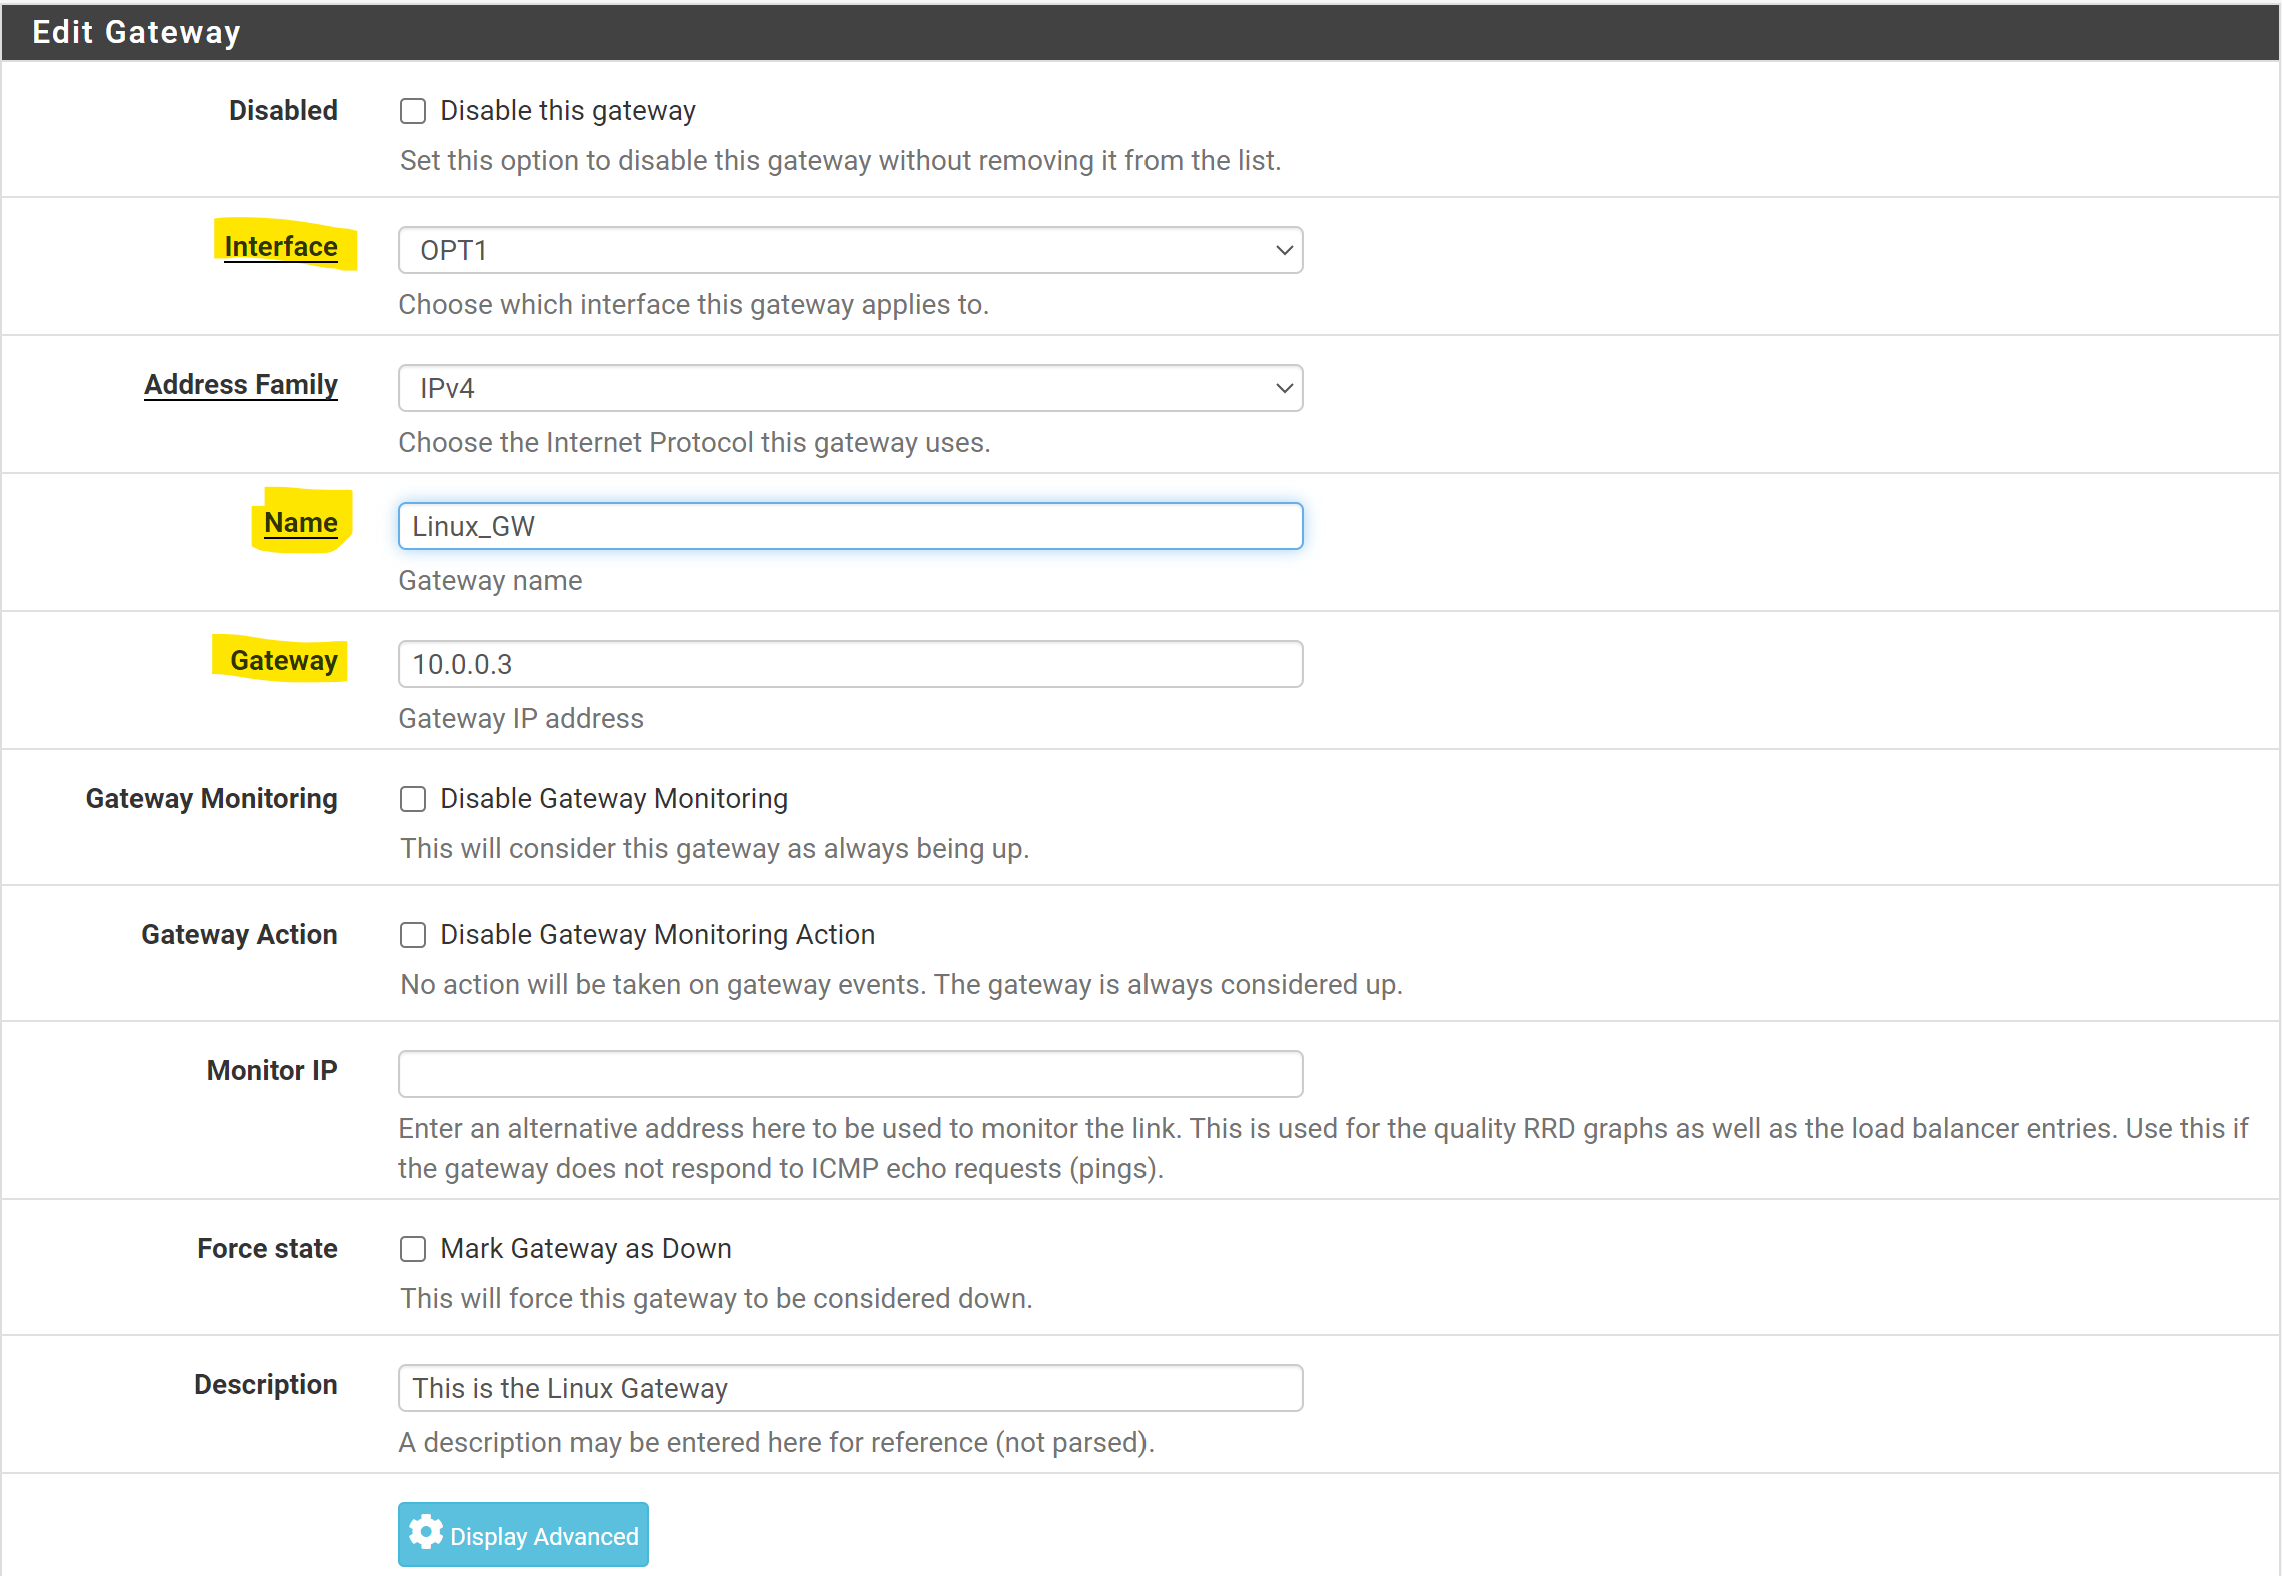 Edit Gateway
Disabled
Disable this gateway
Set this option to disable this gateway without removing it from the list.
Interface
OPT1
Choose which interface this gateway applies to.
Address Family
IPv4
Choose the Internet Protocol this gateway uses.
Name
Linux_GW
Gateway name
Gateway
10.0.0.3
Gateway IP address
Gateway Monitoring
Disable Gateway Monitoring
This will consider this gateway as always being up.
Gateway Action
Disable Gateway Monitoring Action
No action will be taken on gateway events. The gateway is always considered up.
Monitor IP
Enter an alternative address here to be used to monitor the link. This is used for the quality RRD graphs as well as the load balancer entries. Use this if
the gateway does not respond to ICMP echo requests (pings).
Force state
Mark Gateway as Down
This will force this gateway to be considered down.
Description
This is the Linux Gateway
A description may be entered here for reference (not parsed).
Display Advanced